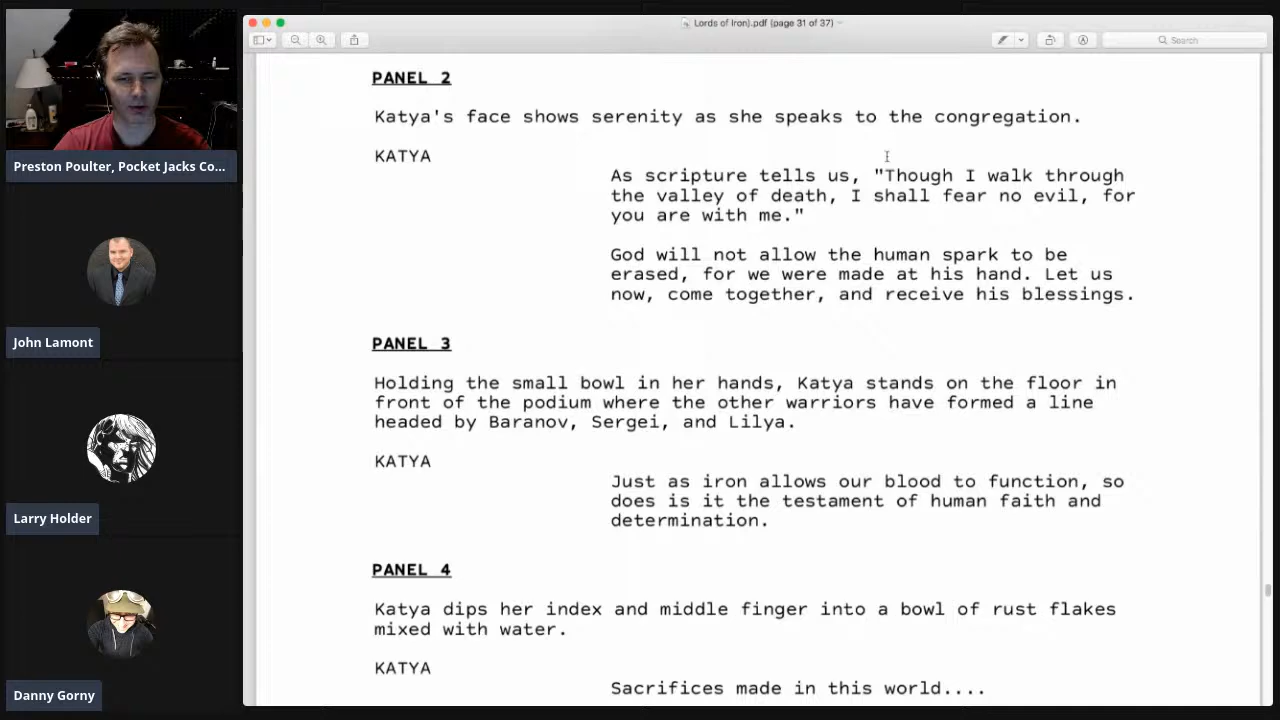 Lords of Iron).pdf (page 31 of 37)
Search
PANEL 2
Katya's face shows serenity as she speaks to the congregation.
KATYA
As scripture tells us, "Though I walk through
the valley of death, I shall fear no evil, for
you are with me."
God will not allow the human spark to be
erased, for we were made at his hand. Let us
now, come together, and receive his blessings.
PANEL 3
Holding the small bowl in her hands, Katya stands on the floor in
front of the podium where the other warriors have formed a line
headed by Baranov, Sergei, and Lilya.
KATYA
Just as iron allows our blood to function, so
does is it the testament of human faith and
determination.
PANEL 4
Katya dips her index and middle finger into a bowl of rust flakes
mixed with water.
KATYA
Sacrifices made in this world....
Preston Poulter, Pocket Jacks Co...
John Lamont
Larry Holder
Danny Gorny